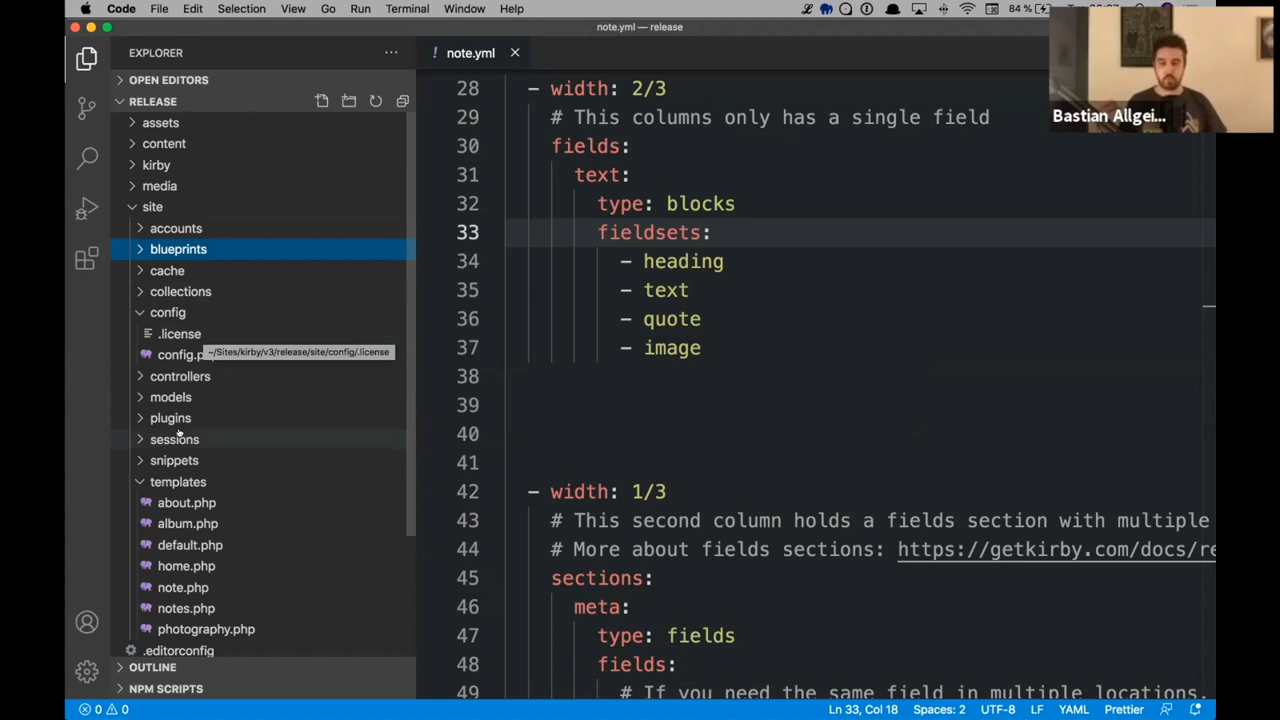 Code File Edit Selection View Go Run Terminal Window Help
84 %
note.yml — release
EXPLORER
OPEN EDITORS
RELEASE
assets
content
kirby
media
site
accounts
blueprints
cache
collections
config
.license
config.p
~/Sites/kirby/v3/release/site/config/.license
controllers
models
plugins
sessions
snippets
templates
about.php
album.php
default.php
home.php
note.php
notes.php
photography.php
.editorconfig
OUTLINE
NPM SCRIPTS
! note.yml
28 - width: 2/3
29 # This columns only has a single field
30 fields:
31 text:
32 type: blocks
33 fieldsets:
34 - heading
35 - text
36 - quote
37 - image
38
39
40
41
42 - width: 1/3
43 # This second column holds a fields section with multiple
44 # More about fields sections: https://getkirby.com/docs/re
45 sections:
46 meta:
47 type: fields
48 fields:
49 # If you need the same field in multiple locations,
Bastian Allgei...
0 0
Ln 33, Col 18 Spaces: 2 UTF-8 LF YAML Prettier